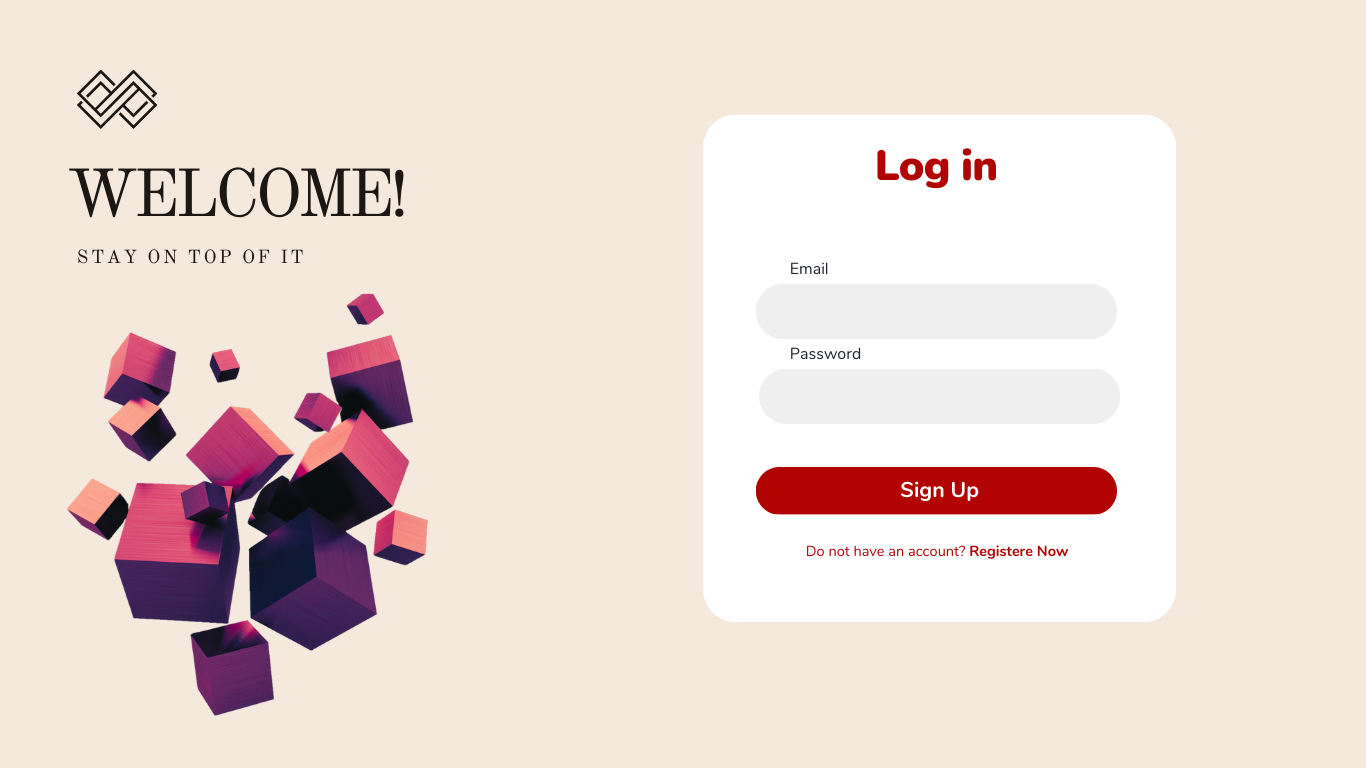 WELCOME!
STAY ON TOP OF IT
Log in
Email
Password
Sign Up
Do not have an account? Registere Now